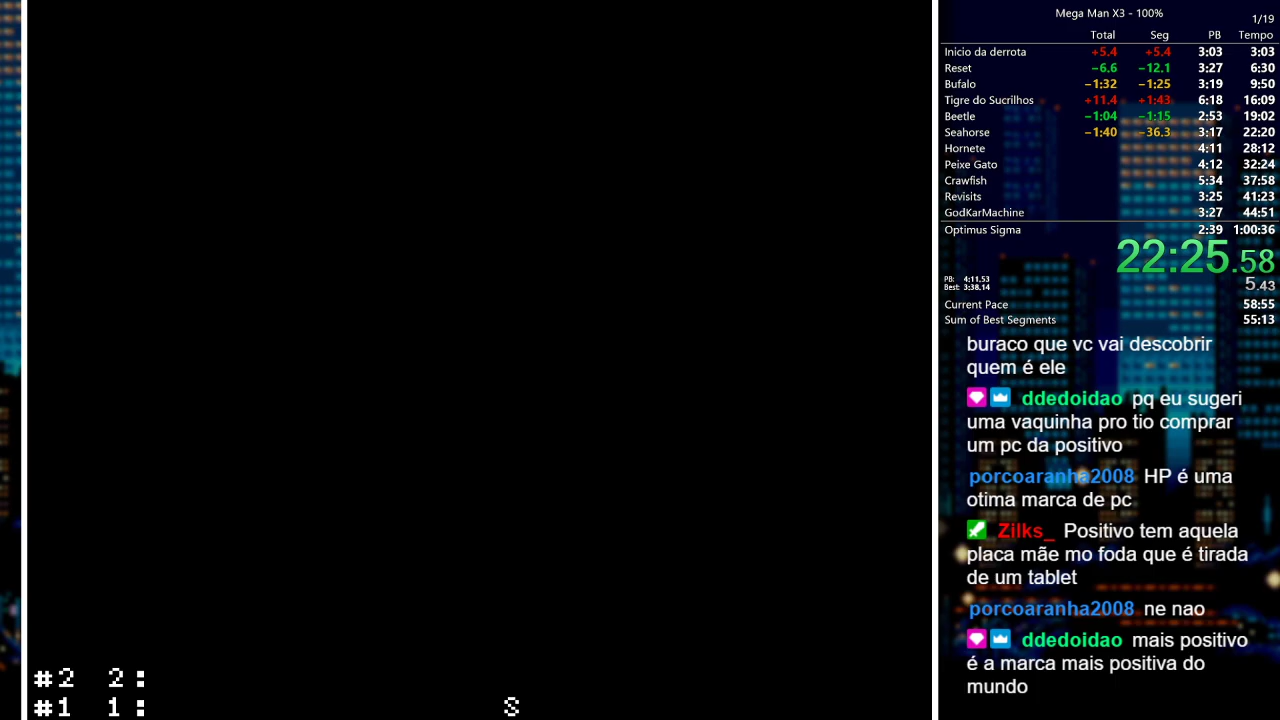 Mega Man X3 - 100%
1/19
Total Seg PB Tempo
Inicio da derrota +5.4 +5.4 3:03 3:03
Reset −6.6 −12.1 3:27 6:30
Bufalo −1:32 −1:25 3:19 9:50
Tigre do Sucrilhos +11.4 +1:43 6:18 16:09
Beetle −1:04 −1:15 2:53 19:02
Seahorse −1:40 −36.3 3:17 22:20
Hornete 4:11 28:12
Peixe Gato 4:12 32:24
Crawfish 5:34 37:58
Revisits 3:25 41:23
GodKarMachine 3:27 44:51
Optimus Sigma 2:39 1:00:36
22:25.58
PB: 4:11.53
Best: 3:38.14
5.43
Current Pace 58:55
Sum of Best Segments 55:13
buraco que vc vai descobrir
quem é ele
ddedoidao pq eu sugeri
uma vaquinha pro tio comprar
um pc da positivo
porcoaranha2008 HP é uma
otima marca de pc
Zilks_ Positivo tem aquela
placa mãe mo foda que é tirada
de um tablet
porcoaranha2008 ne nao
ddedoidao mais positivo
é a marca mais positiva do
mundo
#2 2:
#1 1: S